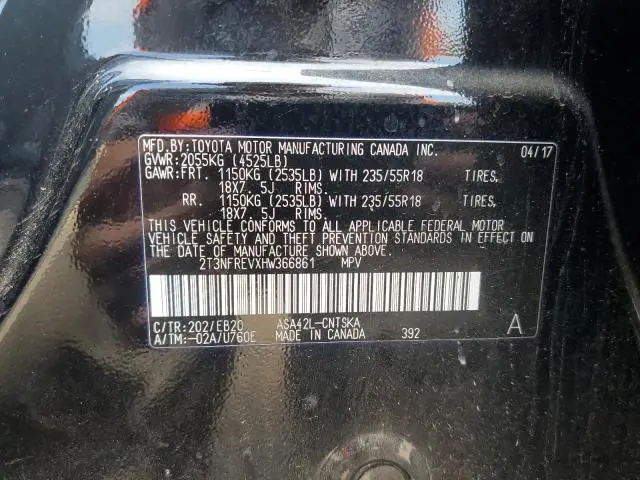 MFD.BY:TOYOTA MOTOR MANUFACTURING CANADA INC. 04/17
GVWR:2055KG (4525LB)
GAWR:FRT. 1150KG (2535LB) WITH 235/55R18 TIRES,
18X7. 5J RIMS.
RR. 1150KG (2535LB) WITH 235/55R18 TIRES,
18X7. 5J RIMS.
THIS VEHICLE CONFORMS TO ALL APPLICABLE FEDERAL MOTOR
VEHICLE SAFETY AND THEFT PREVENTION STANDARDS IN EFFECT ON
THE DATE OF MANUFACTURE SHOWN ABOVE.
2T3NFREVXHW366861 MPV
C/TR:202/EB20 ASA42L-CNTSKA A
A/TM:-02A/U760E MADE IN CANADA 392